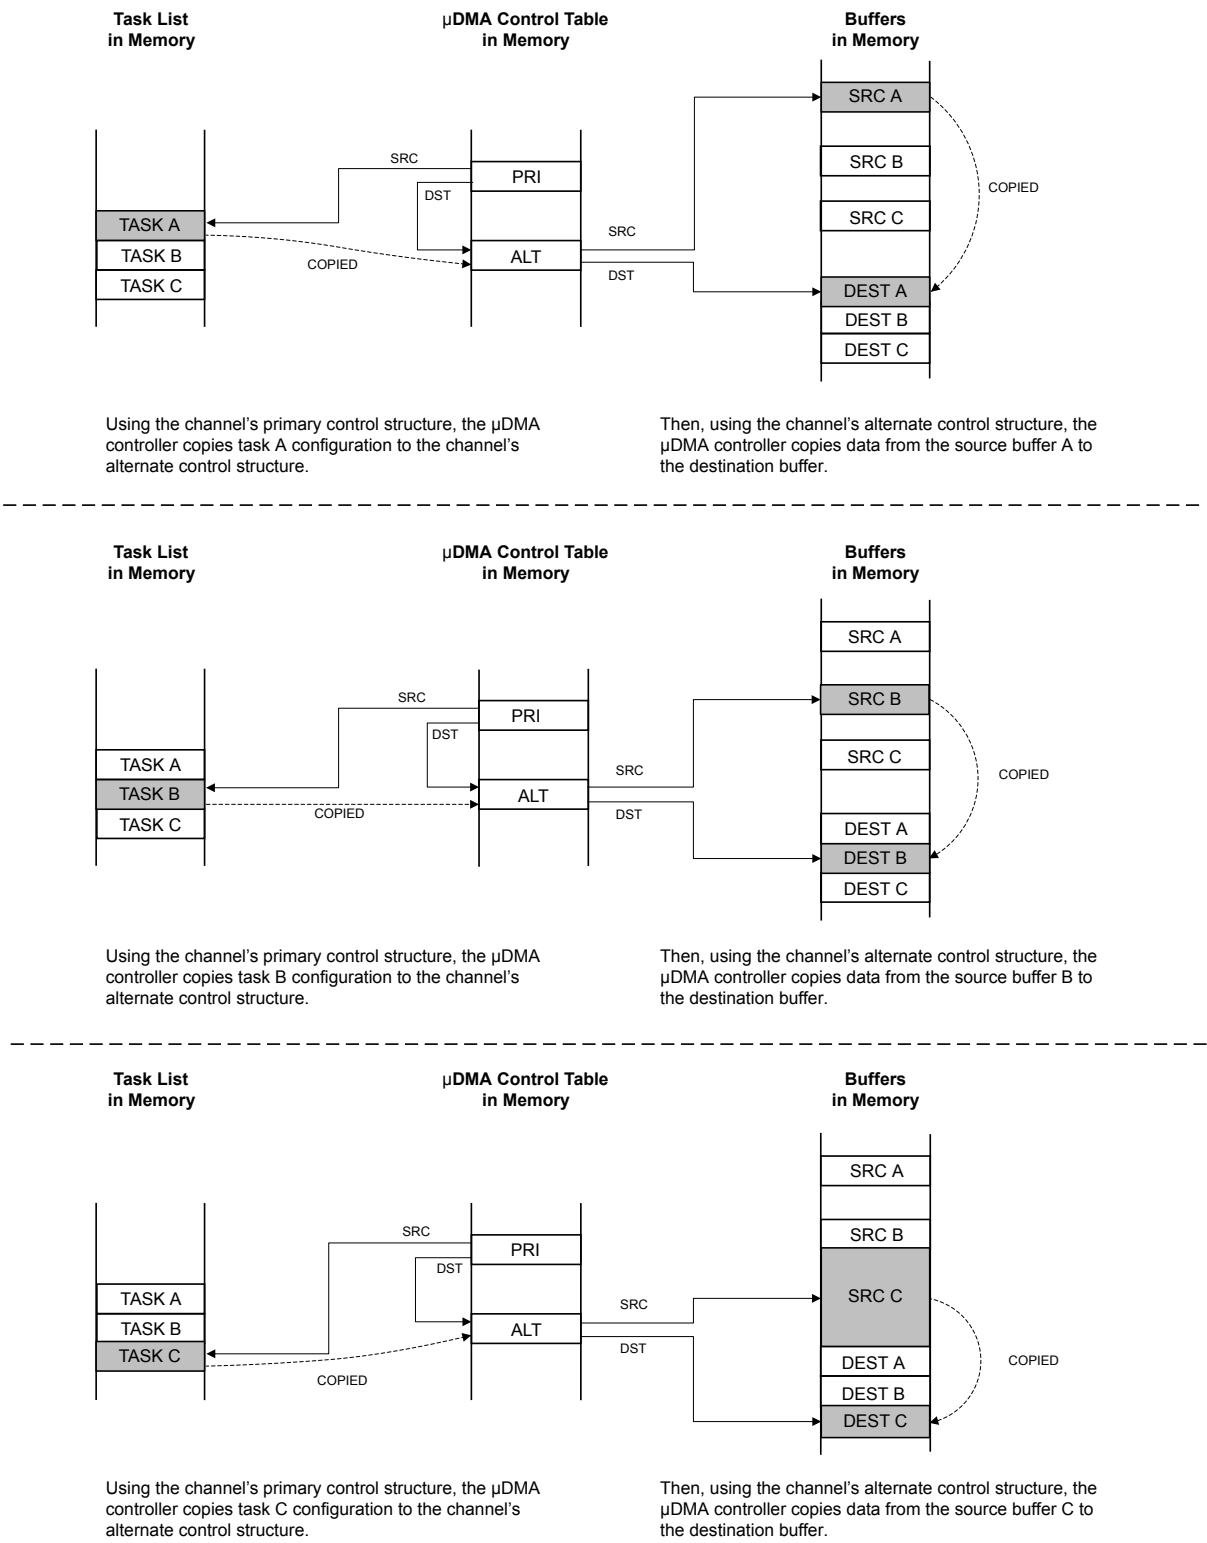 Task List
in Memory
µDMA Control Table
in Memory
Buffers
in Memory
SRC A
SRC B
SRC C
DEST A
DEST B
DEST C
COPIED
SRC
PRI
DST
TASK A
TASK B
TASK C
COPIED
ALT
SRC
DST
Using the channel's primary control structure, the µDMA
controller copies task A configuration to the channel's
alternate control structure.
Then, using the channel's alternate control structure, the
µDMA controller copies data from the source buffer A to
the destination buffer.
Task List
in Memory
µDMA Control Table
in Memory
Buffers
in Memory
SRC A
SRC B
SRC C
DEST A
DEST B
DEST C
COPIED
SRC
PRI
DST
TASK A
TASK B
TASK C
COPIED
ALT
SRC
DST
Using the channel's primary control structure, the µDMA
controller copies task B configuration to the channel's
alternate control structure.
Then, using the channel's alternate control structure, the
µDMA controller copies data from the source buffer B to
the destination buffer.
Task List
in Memory
µDMA Control Table
in Memory
Buffers
in Memory
SRC A
SRC B
SRC C
DEST A
DEST B
DEST C
COPIED
SRC
PRI
DST
TASK A
TASK B
TASK C
COPIED
ALT
SRC
DST
Using the channel's primary control structure, the µDMA
controller copies task C configuration to the channel's
alternate control structure.
Then, using the channel's alternate control structure, the
µDMA controller copies data from the source buffer C to
the destination buffer.